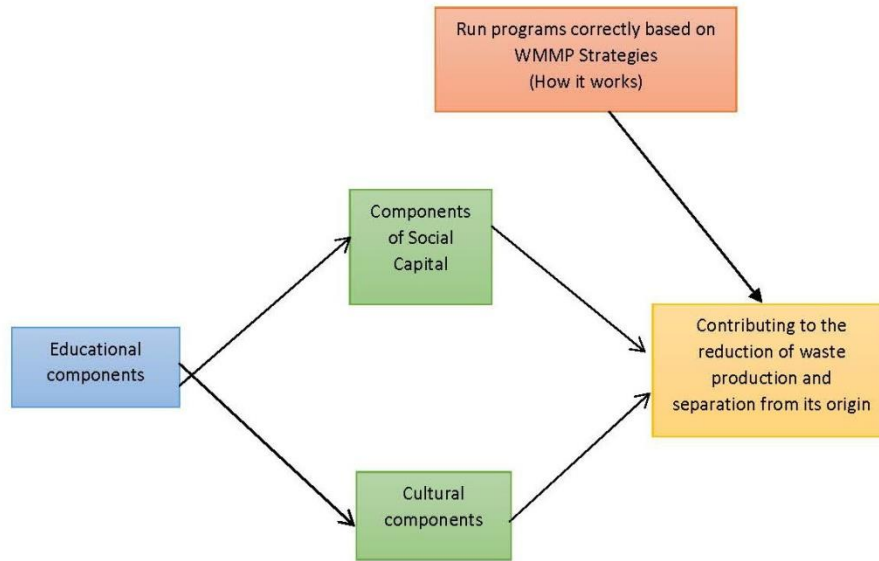 Run programs correctly based on
WMMP Strategies
(How it works)
Components
of Social
Capital
Educational
components
Contributing to the
reduction of waste
production and
separation from its origin
Cultural
components